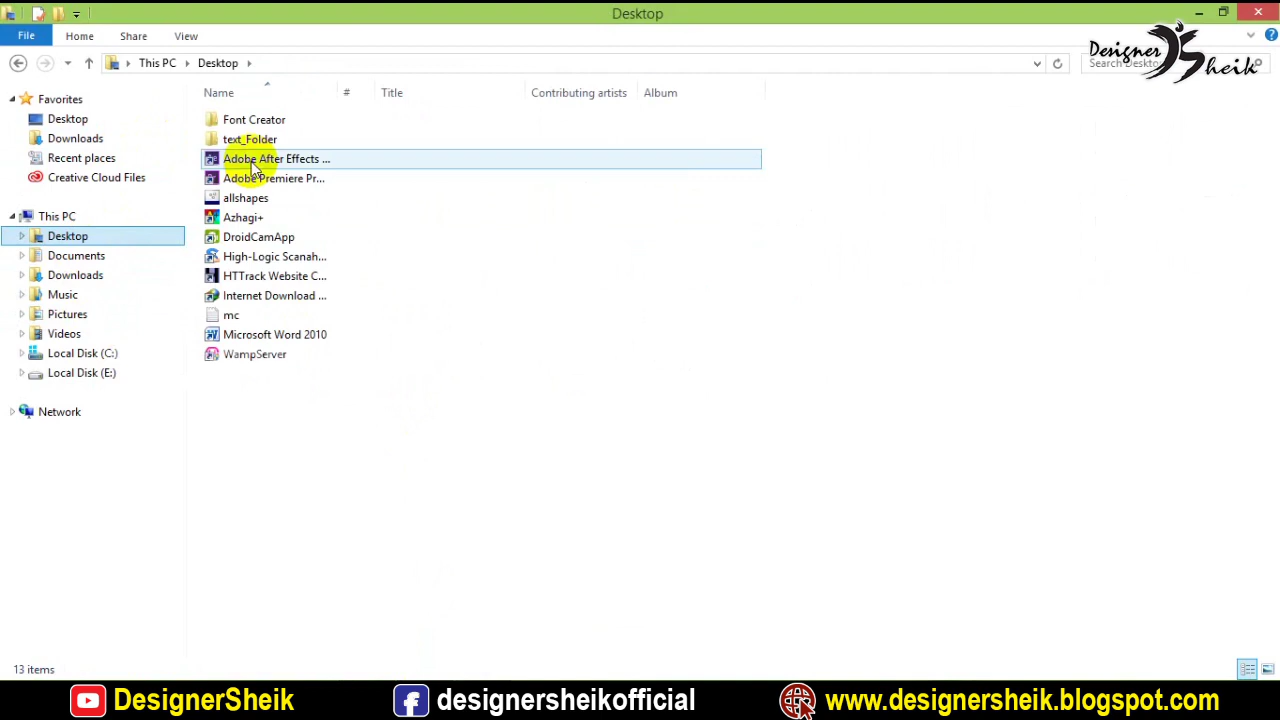 Desktop
File Home Share View
Designer Sheik
This PC Desktop
Name # Title Contributing artists Album
Favorites
Desktop
Downloads
Recent places
Creative Cloud Files
This PC
Desktop
Documents
Downloads
Music
Pictures
Videos
Local Disk (C:)
Local Disk (E:)
Network
Font Creator
text_Folder
Adobe After Effects ...
Adobe Premiere Pr...
allshapes
Azhagi+
DroidCamApp
High-Logic Scanah...
HTTrack Website C...
Internet Download ...
mc
Microsoft Word 2010
WampServer
13 items
DesignerSheik designersheikofficial www.designersheik.blogspot.com